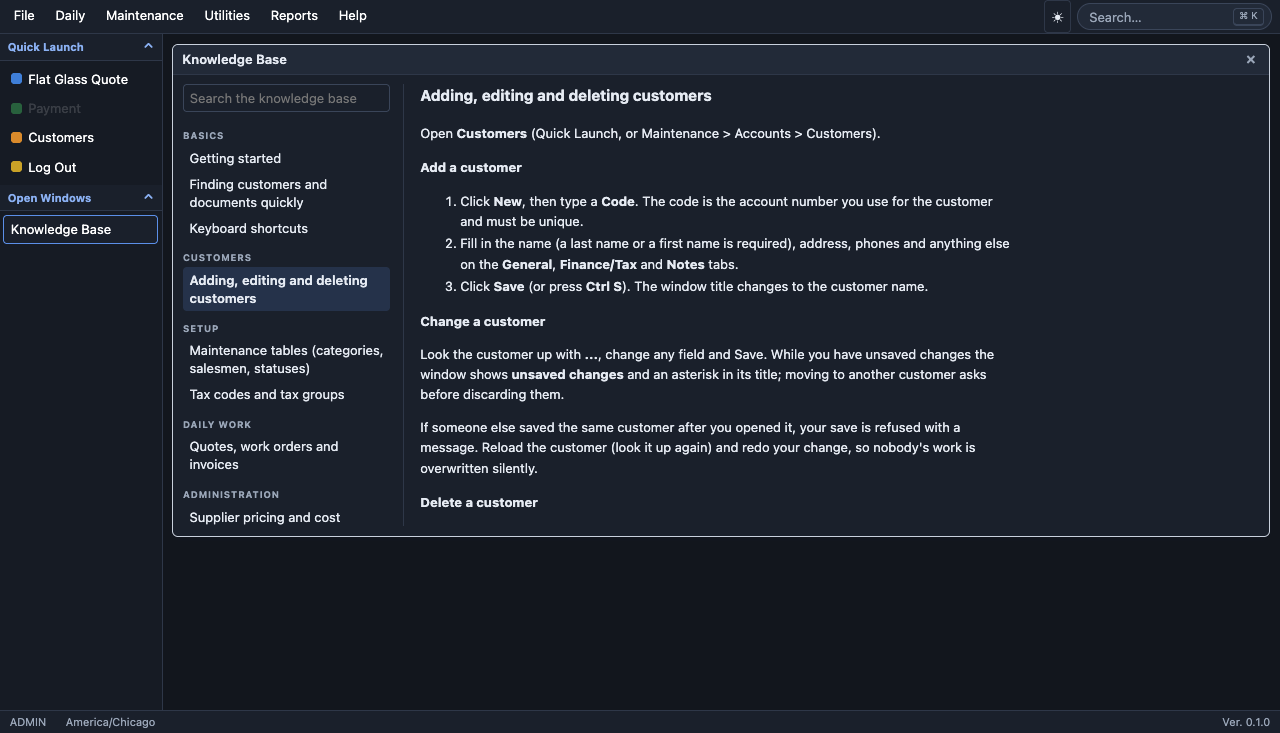 File Daily Maintenance Utilities Reports Help
Search... ⌘ K
Quick Launch
Flat Glass Quote
Payment
Customers
Log Out
Open Windows
Knowledge Base
Knowledge Base
Search the knowledge base
BASICS
Getting started
Finding customers and
documents quickly
Keyboard shortcuts
CUSTOMERS
Adding, editing and deleting
customers
SETUP
Maintenance tables (categories,
salesmen, statuses)
Tax codes and tax groups
DAILY WORK
Quotes, work orders and
invoices
ADMINISTRATION
Supplier pricing and cost
Adding, editing and deleting customers
Open Customers (Quick Launch, or Maintenance > Accounts > Customers).
Add a customer
1. Click New, then type a Code. The code is the account number you use for the customer
and must be unique.
2. Fill in the name (a last name or a first name is required), address, phones and anything else
on the General, Finance/Tax and Notes tabs.
3. Click Save (or press Ctrl S). The window title changes to the customer name.
Change a customer
Look the customer up with ..., change any field and Save. While you have unsaved changes the
window shows unsaved changes and an asterisk in its title; moving to another customer asks
before discarding them.
If someone else saved the same customer after you opened it, your save is refused with a
message. Reload the customer (look it up again) and redo your change, so nobody's work is
overwritten silently.
Delete a customer
ADMIN America/Chicago
Ver. 0.1.0